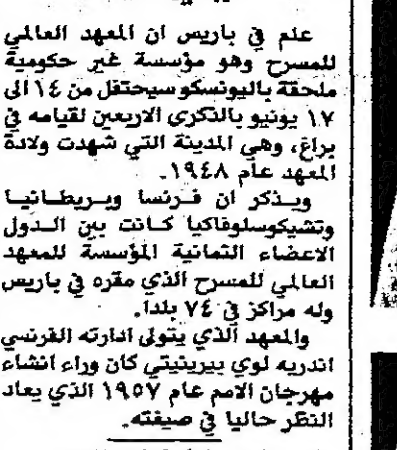 علم في باريس ان المعهد العالمي
للمسرح وهو مؤسسة غير حكومية
ملحقة باليونسكو سيحتفل من ١٤ الى
١٧ يونيو بالذكرى الاربعين لقيامه في
براغ، وهي المدينة التي شهدت ولادة
المعهد عام ١٩٤٨.
ويذكر ان فرنسا وبريطانيا
وتشيكوسلوفاكيا كانت بين الدول
الاعضاء الثمانية المؤسسة للمعهد
العالمي للمسرح الذي مقره في باريس
وله مراكز في ٧٤ بلدا.
والمعهد الذي يتولى ادارته الفرنسي
اندريه لوي بيرينيتي كان وراء انشاء
مهرجان الامم عام ١٩٥٧ الذي يعاد
النظر حاليا في صيغته.